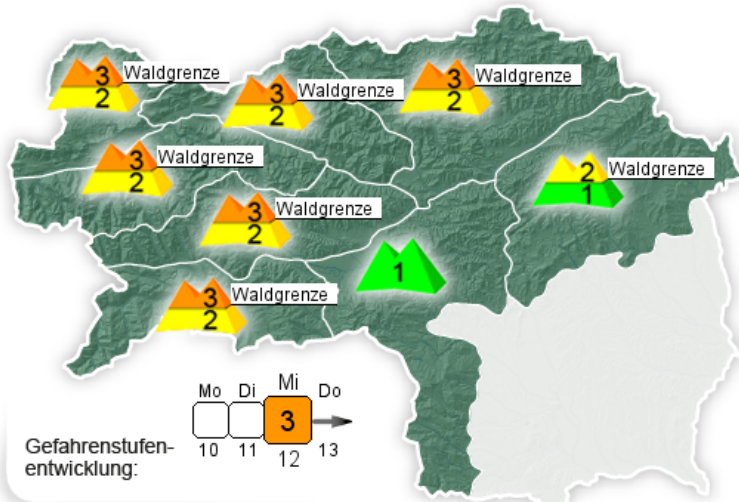 3 Waldgrenze
2
3 Waldgrenze
2
3 Waldgrenze
2
3 Waldgrenze
2
2 Waldgrenze
1
3 Waldgrenze
2
1
3 Waldgrenze
2
Mo Di Mi Do
3
10 11 12 13
Gefahrenstufen-
entwicklung: